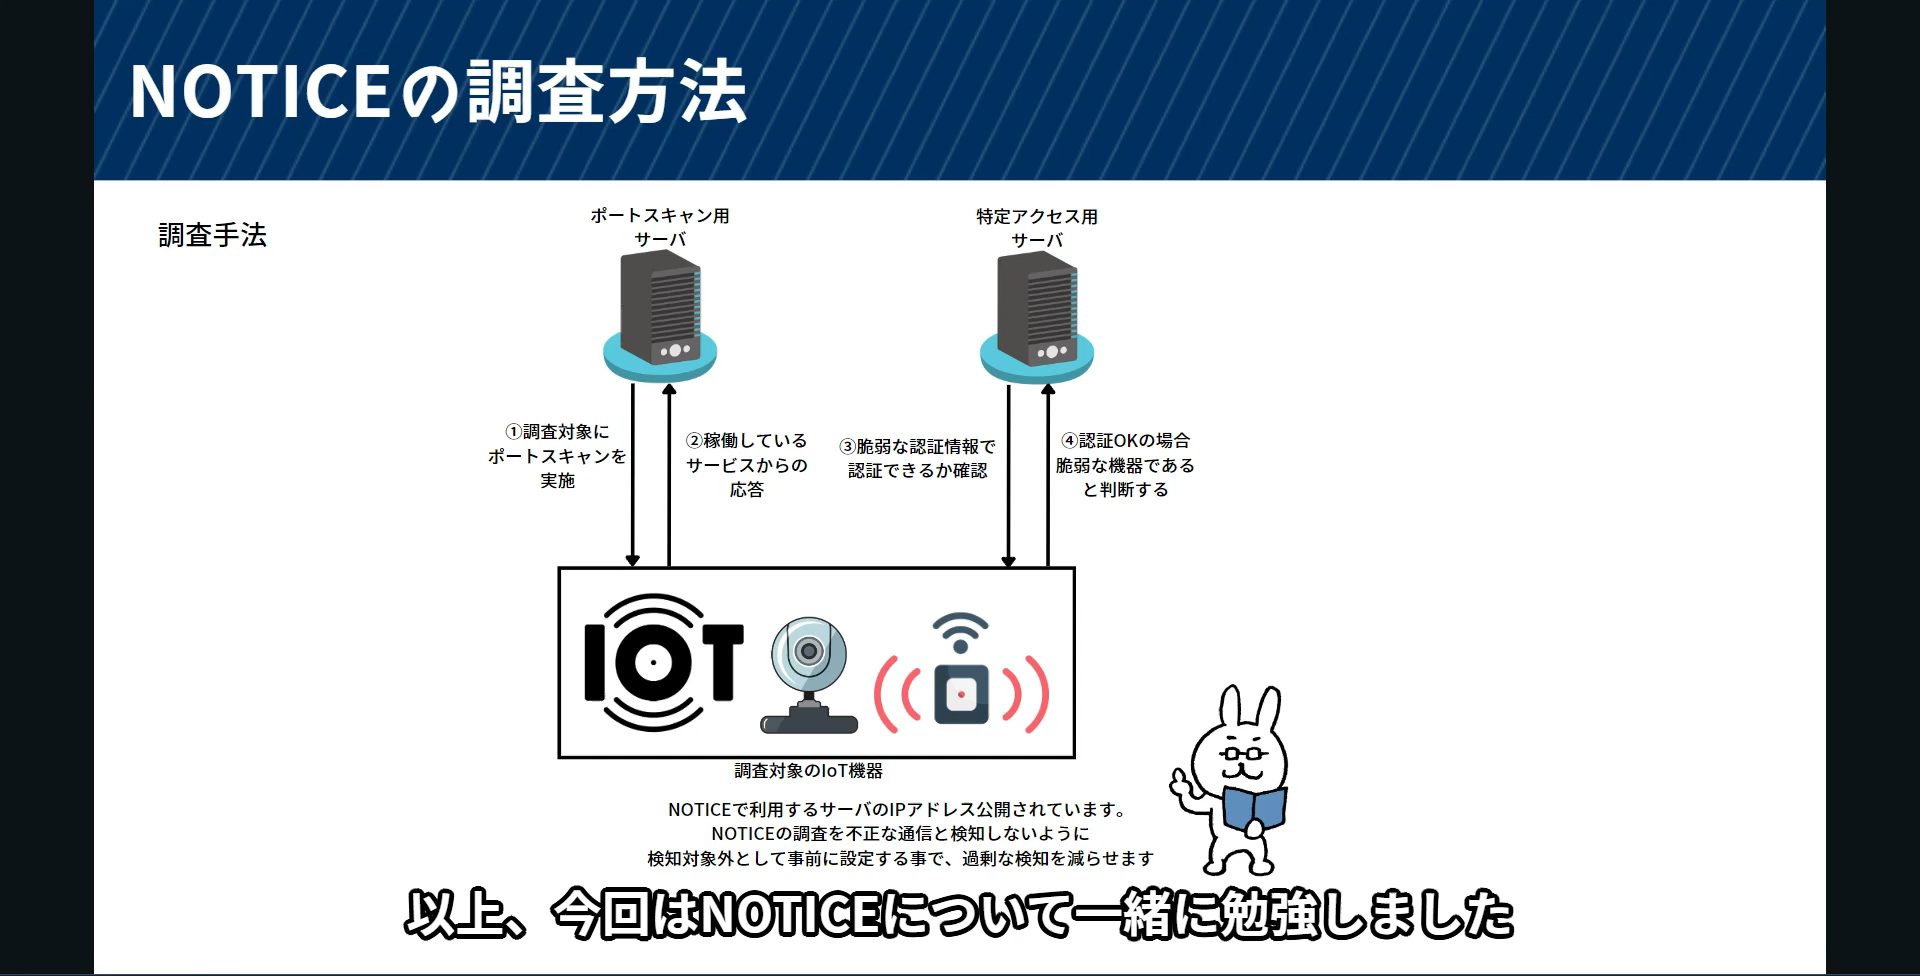 NOTICEの調査方法
調査手法
ポートスキャン用
サーバ
特定アクセス用
サーバ
①調査対象に
ポートスキャンを
実施
②稼働している
サービスからの
応答
③脆弱な認証情報で
認証できるか確認
④認証OKの場合
脆弱な機器である
と判断する
IOT
調査対象のIoT機器
NOTICEで利用するサーバのIPアドレス公開されています。
NOTICEの調査を不正な通信と検知しないように
検知対象外として事前に設定する事で、過剰な検知を減らせます
以上、今回はNOTICEについて一緒に勉強しました